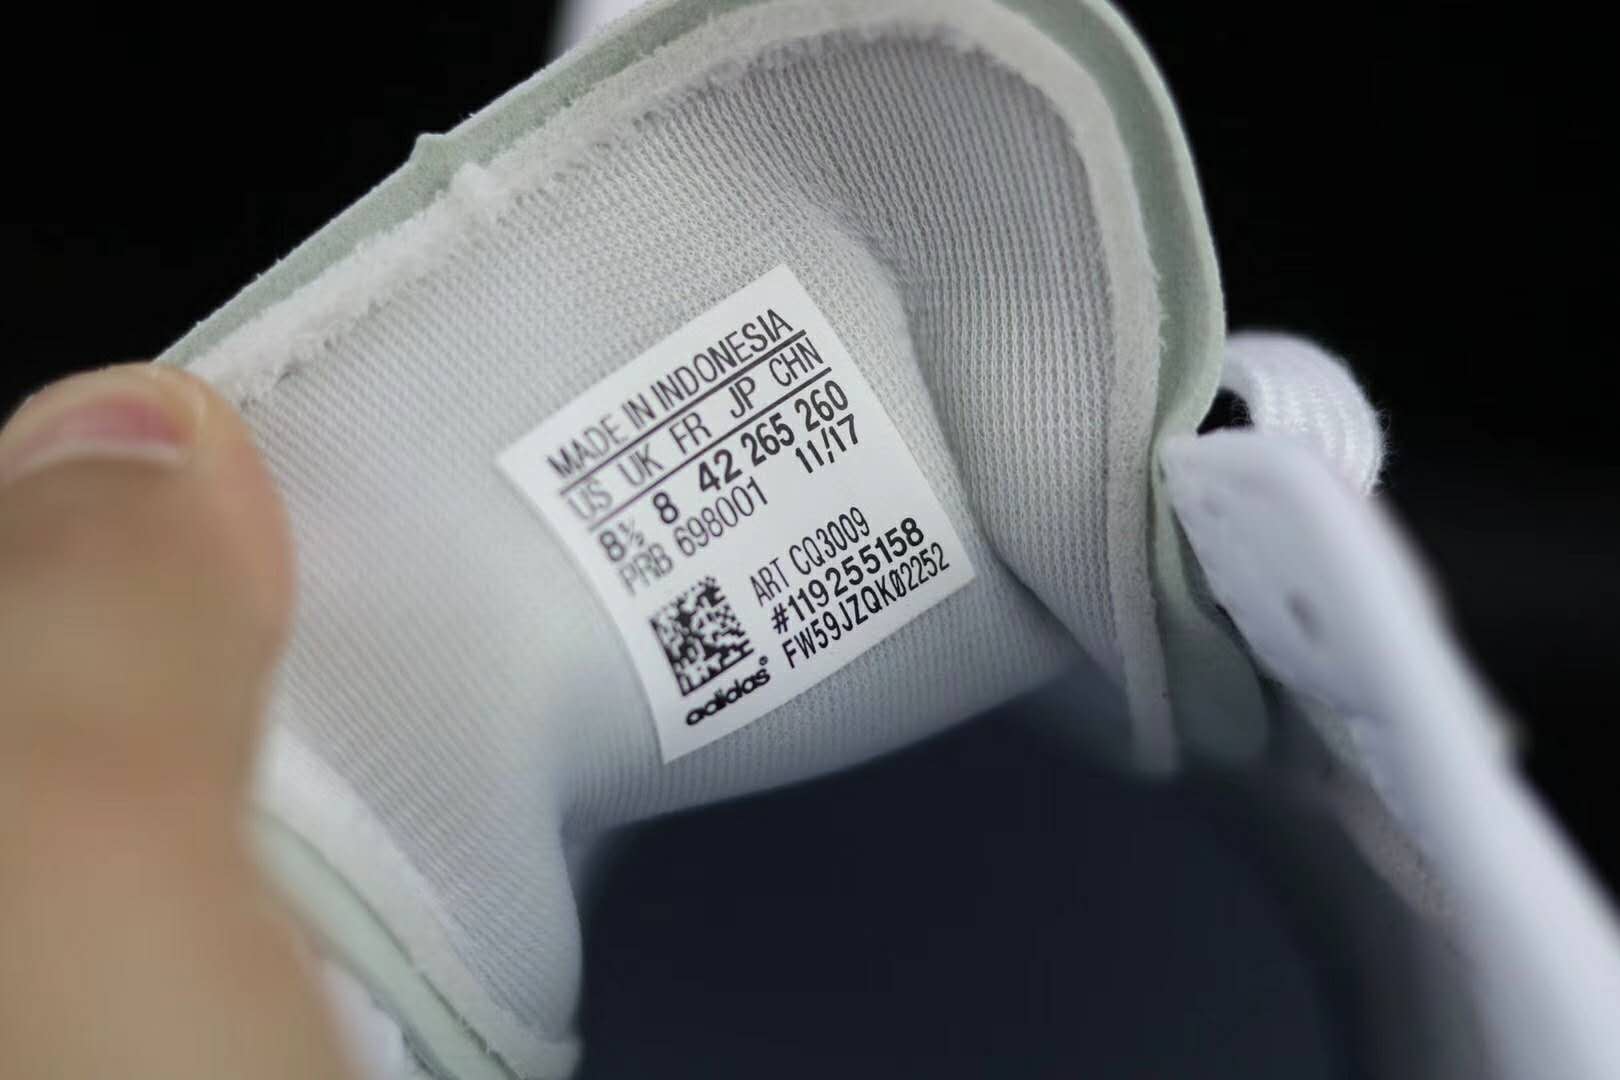 MADE IN INDONESIA
US UK FR JP CHN
8½ 8 42 265 260
PRB 698001 11/17
ART CQ3009
#119255158
FW59JZQKØ2252
adidas®